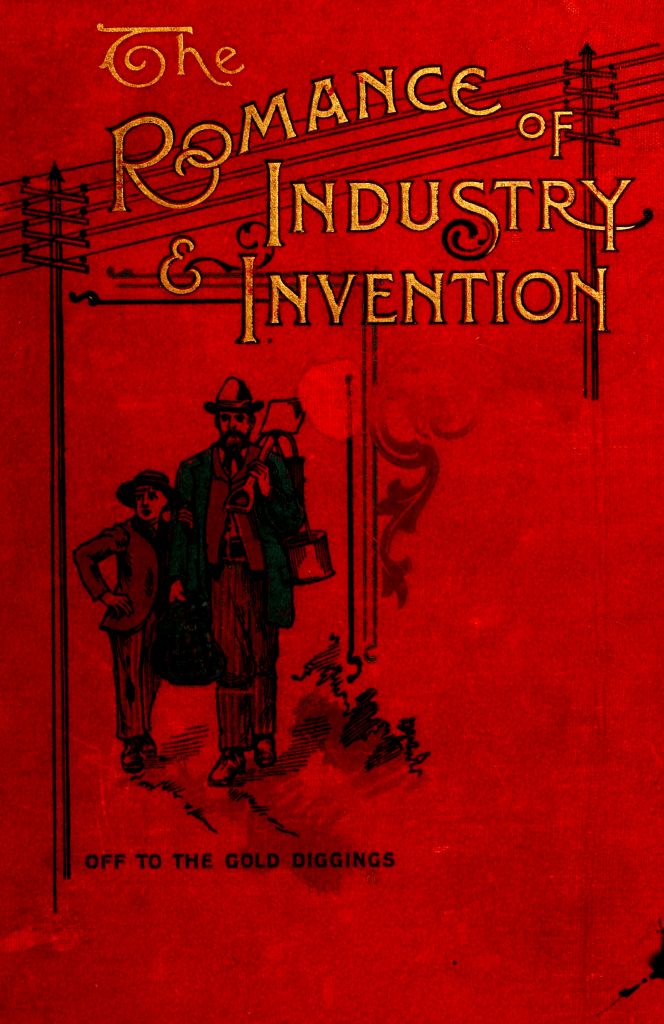 The
ROMANCE OF
INDUSTRY
& INVENTION
OFF TO THE GOLD DIGGINGS